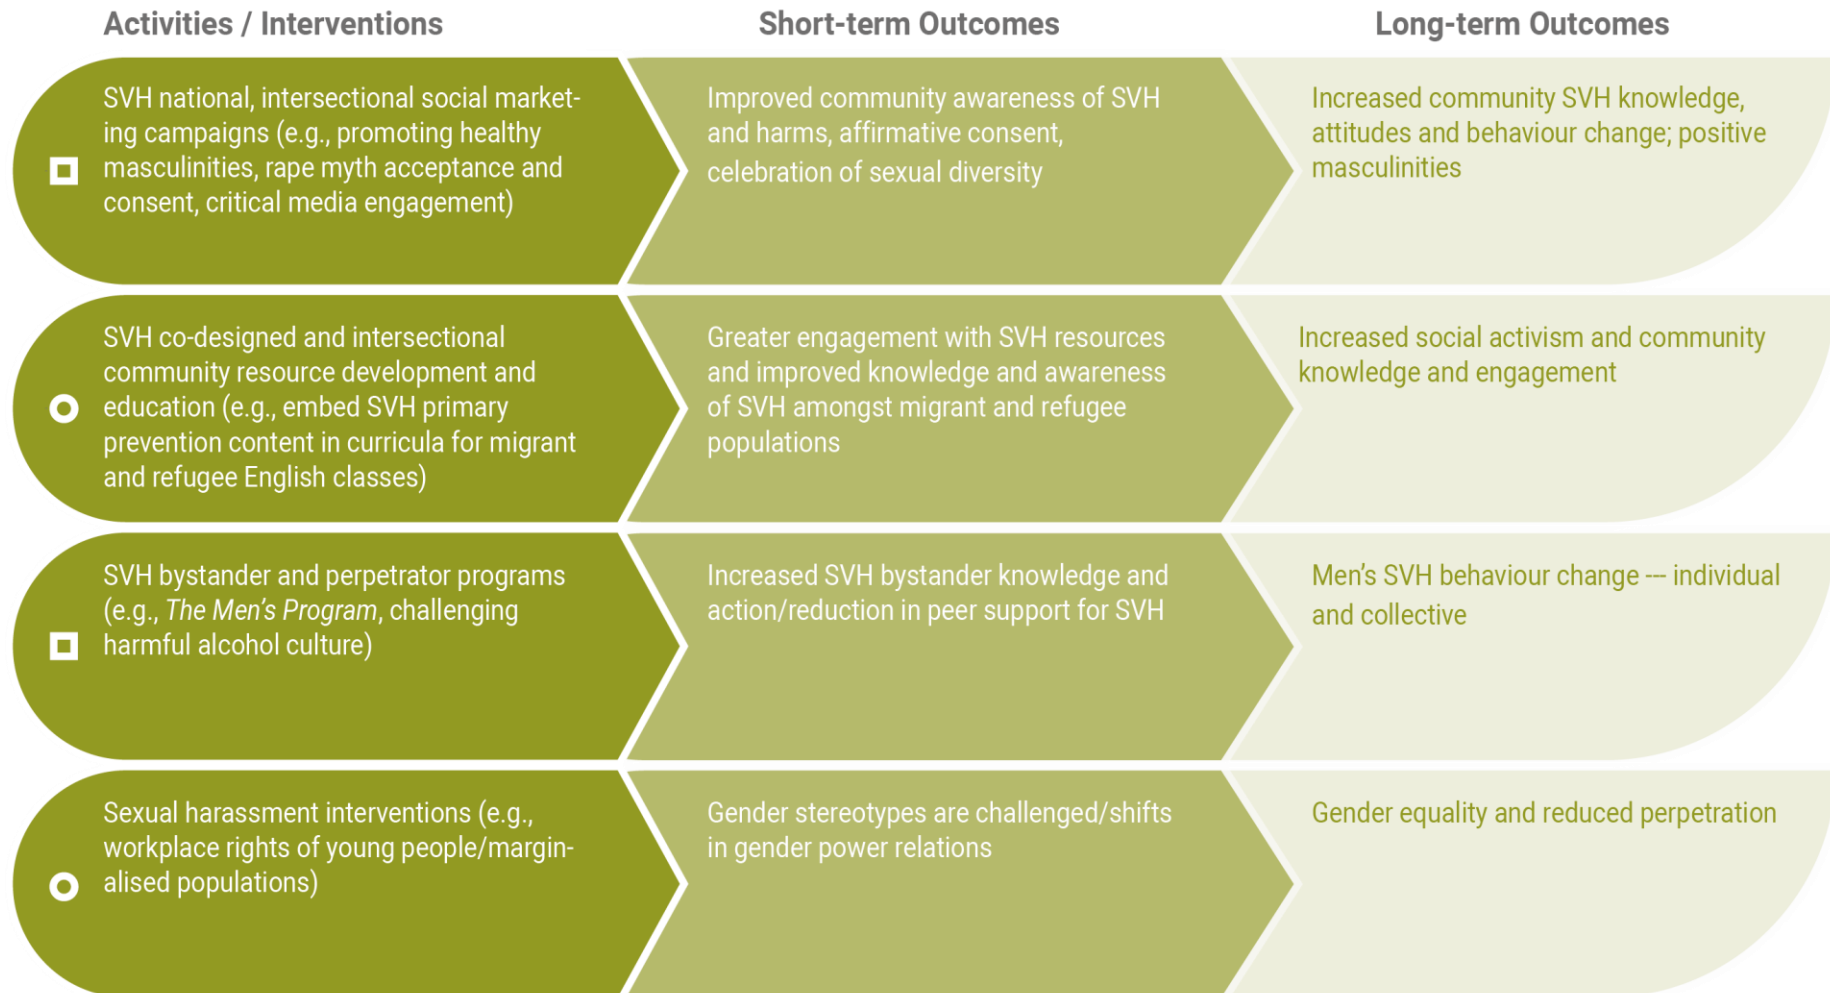 Activities / Interventions
Short-term Outcomes
Long-term Outcomes
SVH national, intersectional social market-
ing campaigns (e.g., promoting healthy
masculinities, rape myth acceptance and
consent, critical media engagement)
Improved community awareness of SVH
and harms, affirmative consent,
celebration of sexual diversity
Increased community SVH knowledge,
attitudes and behaviour change; positive
masculinities
SVH co-designed and intersectional
community resource development and
education (e.g., embed SVH primary
prevention content in curricula for migrant
and refugee English classes)
Greater engagement with SVH resources
and improved knowledge and awareness
of SVH amongst migrant and refugee
populations
Increased social activism and community
knowledge and engagement
SVH bystander and perpetrator programs
(e.g., The Men’s Program, challenging
harmful alcohol culture)
Increased SVH bystander knowledge and
action/reduction in peer support for SVH
Men’s SVH behaviour change --- individual
and collective
Sexual harassment interventions (e.g.,
workplace rights of young people/margin-
alised populations)
Gender stereotypes are challenged/shifts
in gender power relations
Gender equality and reduced perpetration